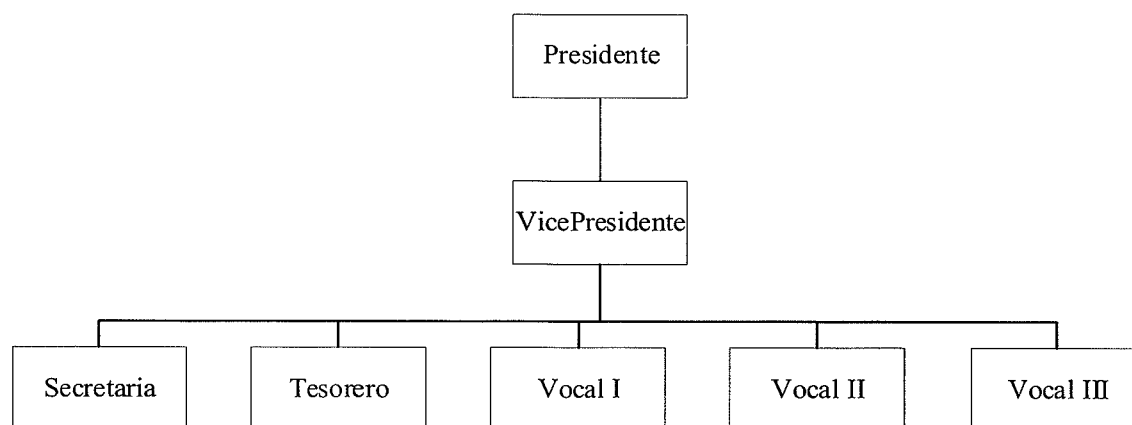 Presidente
VicePresidente
Secretaria
Tesorero
Vocal I
Vocal II
Vocal III